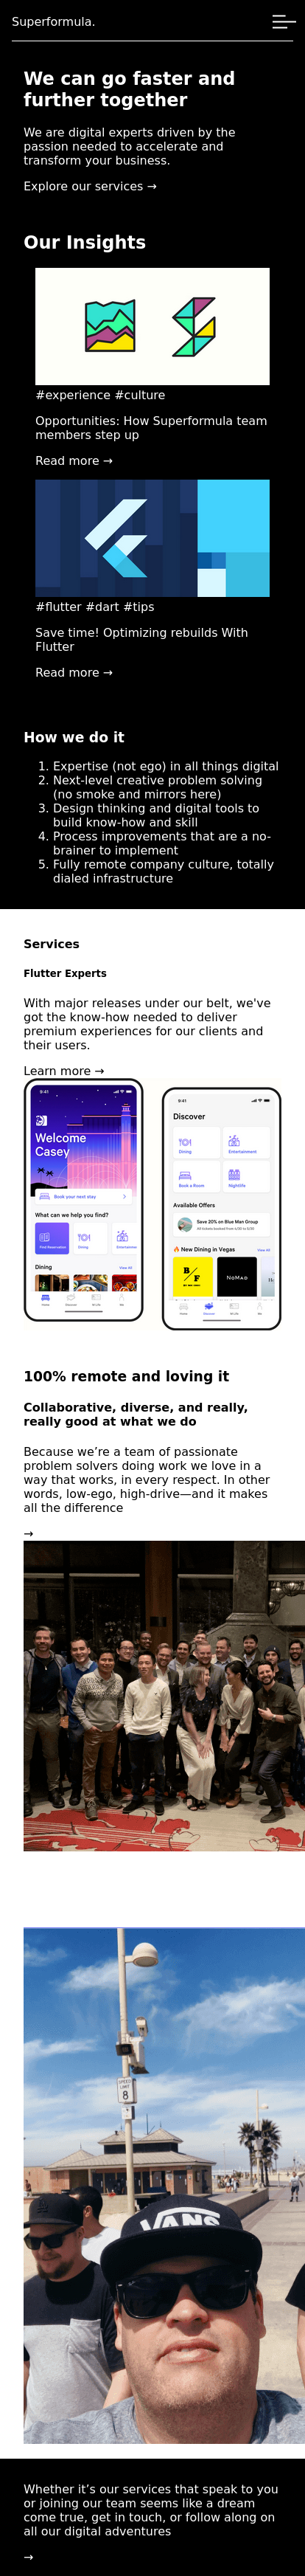 Superformula.
We can go faster and
further together
We are digital experts driven by the
passion needed to accelerate and
transform your business.
Explore our services →
Our Insights
#experience #culture
Opportunities: How Superformula team
members step up
Read more →
#flutter #dart #tips
Save time! Optimizing rebuilds With
Flutter
Read more →
How we do it
1. Expertise (not ego) in all things digital
2. Next-level creative problem solving
(no smoke and mirrors here)
3. Design thinking and digital tools to
build know-how and skill
4. Process improvements that are a no-
brainer to implement
5. Fully remote company culture, totally
dialed infrastructure
Services
Flutter Experts
With major releases under our belt, we've
got the know-how needed to deliver
premium experiences for our clients and
their users.
Learn more →
9:41
Welcome
Casey
Book your next stay
What can we help you find?
Find Reservation Dining Entertainment
Dining View All
Home Discover M life Me
9:41
Discover
Dining Entertainment
Book a Room Nightlife
Available Offers
Save 20% on Blue Man Group
New Dining in Vegas View All
B/F
NoMad
100% remote and loving it
Collaborative, diverse, and really,
really good at what we do
Because we’re a team of passionate
problem solvers doing work we love in a
way that works, in every respect. In other
words, low-ego, high-drive—and it makes
all the difference
→
SPEED
LIMIT
8
VANS
Whether it’s our services that speak to you
or joining our team seems like a dream
come true, get in touch, or follow along on
all our digital adventures
→